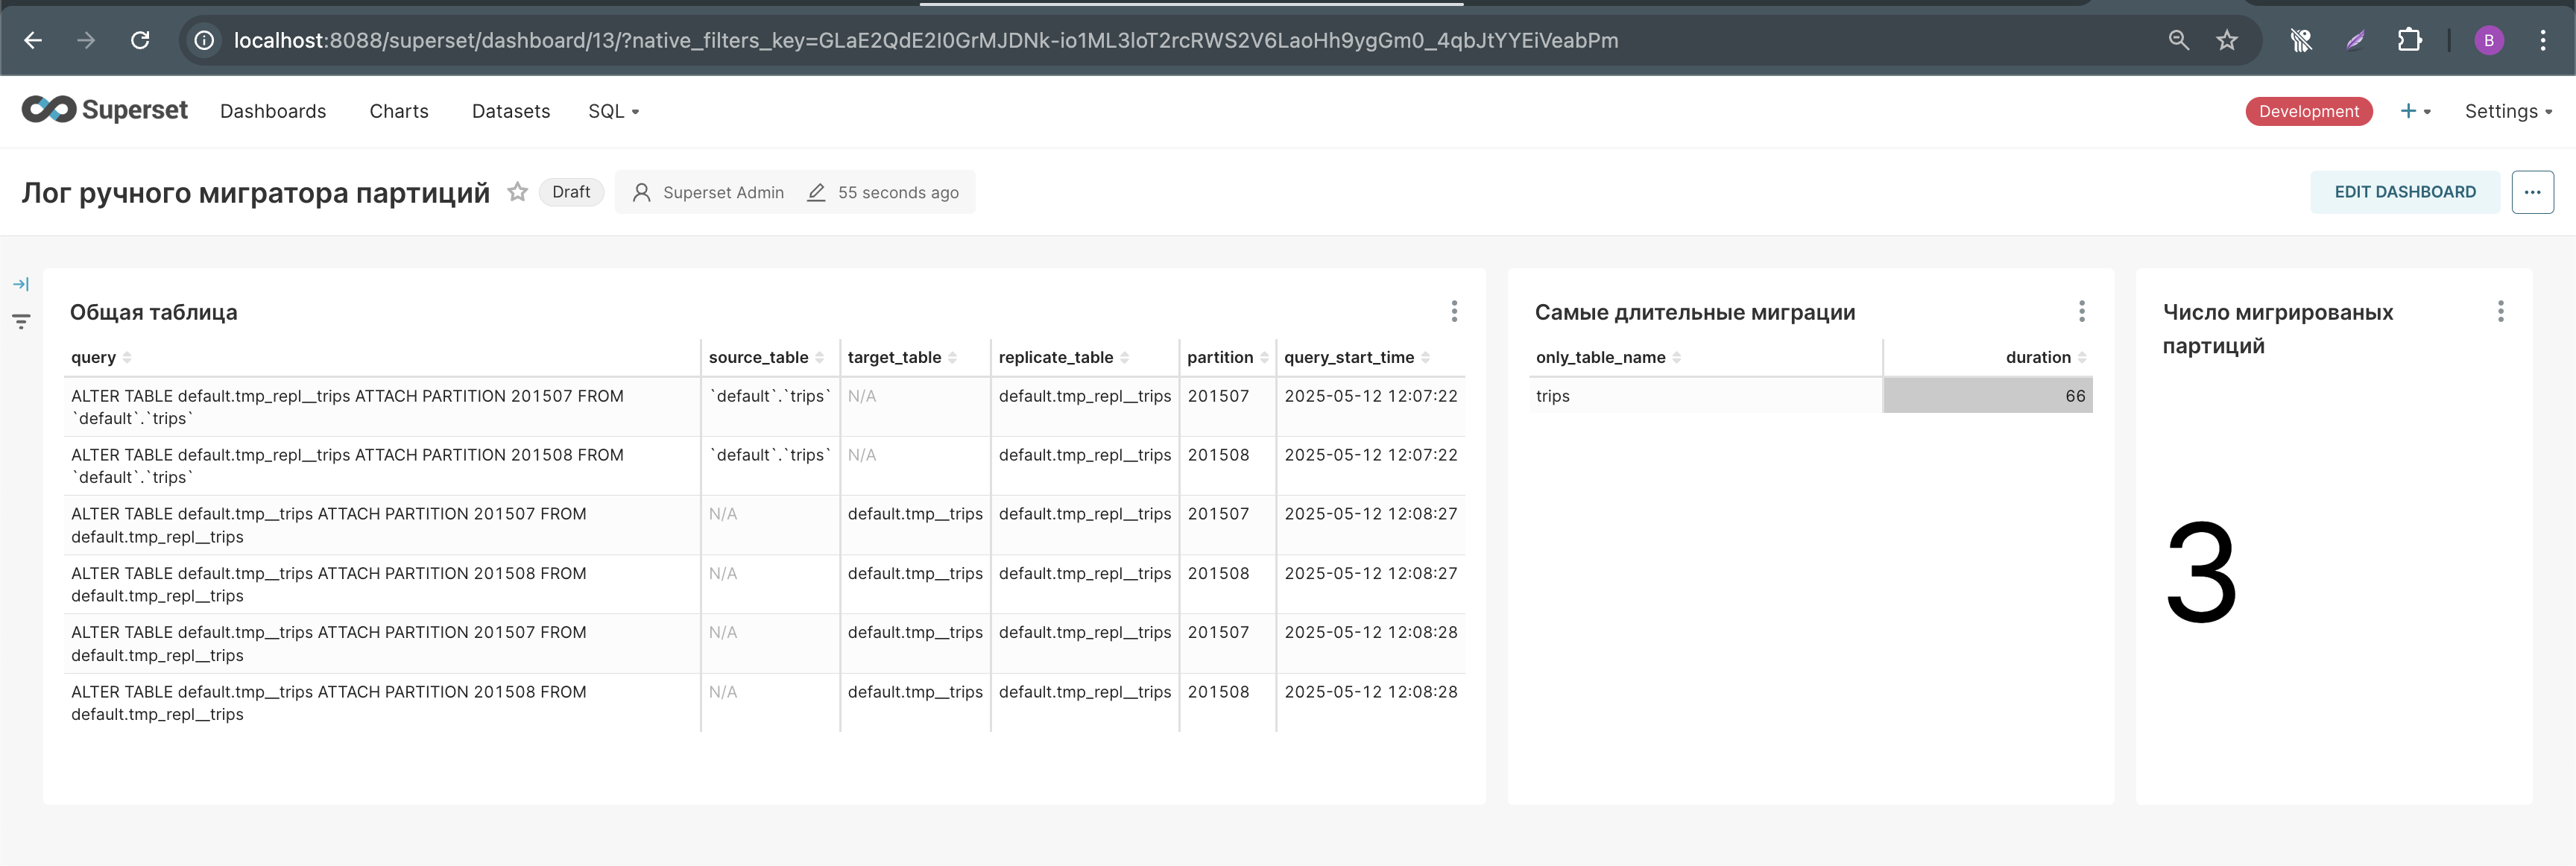 localhost:8088/superset/dashboard/13/?native_filters_key=GLaE2QdE2I0GrMJDNk-io1ML3loT2rcRWS2V6LaoHh9ygGm0_4qbJtYYEiVeabPm
B
Superset Dashboards Charts Datasets SQL Development + Settings
Лог ручного мигратора партиций Draft Superset Admin 55 seconds ago EDIT DASHBOARD ...
Общая таблица
query source_table target_table replicate_table partition query_start_time
ALTER TABLE default.tmp_repl__trips ATTACH PARTITION 201507 FROM
`default`.`trips`
`default`.`trips` N/A default.tmp_repl__trips 201507 2025-05-12 12:07:22
ALTER TABLE default.tmp_repl__trips ATTACH PARTITION 201508 FROM
`default`.`trips`
`default`.`trips` N/A default.tmp_repl__trips 201508 2025-05-12 12:07:22
ALTER TABLE default.tmp__trips ATTACH PARTITION 201507 FROM
default.tmp_repl__trips
N/A default.tmp__trips default.tmp_repl__trips 201507 2025-05-12 12:08:27
ALTER TABLE default.tmp__trips ATTACH PARTITION 201508 FROM
default.tmp_repl__trips
N/A default.tmp__trips default.tmp_repl__trips 201508 2025-05-12 12:08:27
ALTER TABLE default.tmp__trips ATTACH PARTITION 201507 FROM
default.tmp_repl__trips
N/A default.tmp__trips default.tmp_repl__trips 201507 2025-05-12 12:08:28
ALTER TABLE default.tmp__trips ATTACH PARTITION 201508 FROM
default.tmp_repl__trips
N/A default.tmp__trips default.tmp_repl__trips 201508 2025-05-12 12:08:28
Самые длительные миграции
only_table_name duration
trips 66
Число мигрированых
партиций
3